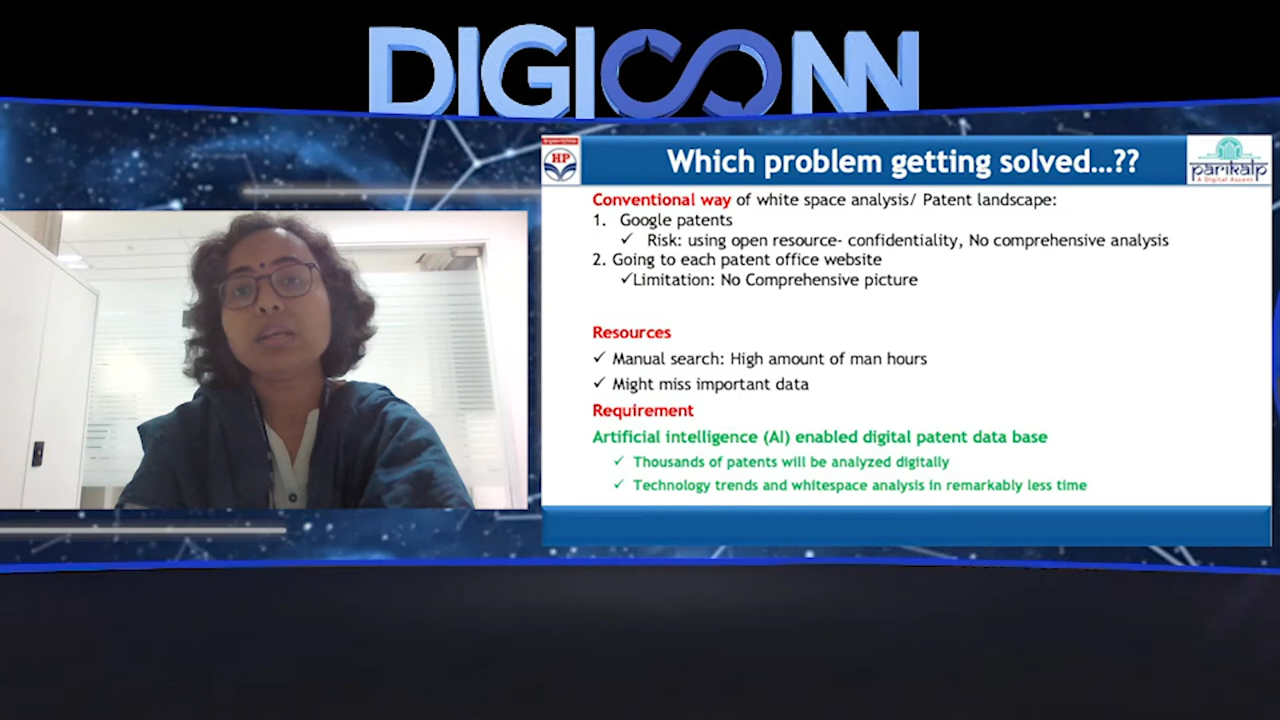 DIGICONN
HP
Which problem getting solved...??
parikalp
A Digital Ascent
Conventional way of white space analysis/ Patent landscape:
1. Google patents
✓ Risk: using open resource- confidentiality, No comprehensive analysis
2. Going to each patent office website
✓Limitation: No Comprehensive picture
Resources
✓ Manual search: High amount of man hours
✓ Might miss important data
Requirement
Artificial intelligence (AI) enabled digital patent data base
✓ Thousands of patents will be analyzed digitally
✓ Technology trends and whitespace analysis in remarkably less time